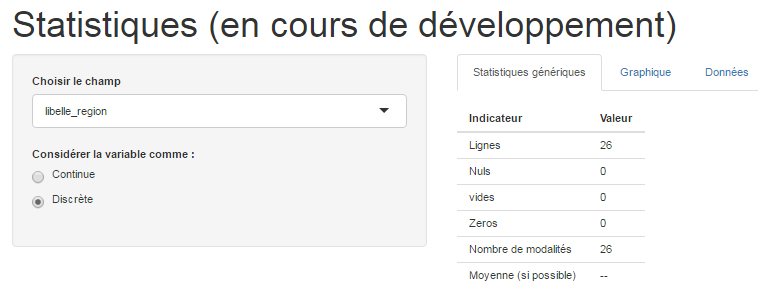 Statistiques (en cours de développement)
Choisir le champ
libelle_region
Considérer la variable comme :
Continue
Discrète
Statistiques génériques Graphique Données
Indicateur Valeur
Lignes 26
Nuls 0
vides 0
Zeros 0
Nombre de modalités 26
Moyenne (si possible) --